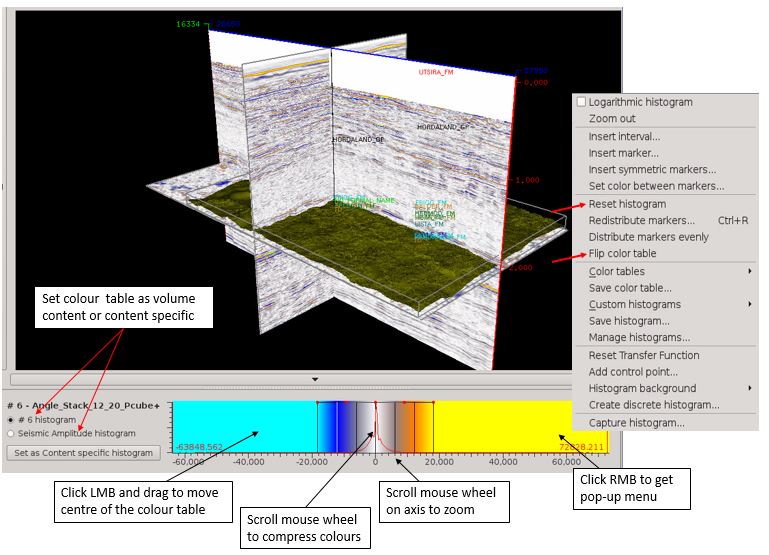 16334
UTSIRA_FM
0.000
HORDALAND_GP
HORDALAND_GP
1.000
LISTA_FM
2.000
Logarithmic histogram
Zoom out
Insert interval...
Insert marker...
Insert symmetric markers...
Set color between markers...
Reset histogram
Redistribute markers... Ctrl+R
Distribute markers evenly
Flip color table
Color tables
Save color table...
Custom histograms
Save histogram...
Manage histograms...
Reset Transfer Function
Add control point...
Histogram background
Create discrete histogram...
Capture histogram...
Set colour table as volume
content or content specific
# 6 - Angle_Stack_12_20_Pcube+
# 6 histogram
Seismic Amplitude histogram
Set as Content specific histogram
-63848.562
72828.211
-60,000 -40,000 -20,000 0 20,000 40,000 60,000
Click LMB and drag to move
centre of the colour table
Scroll mouse wheel
to compress colours
Scroll mouse wheel
on axis to zoom
Click RMB to get
pop-up menu